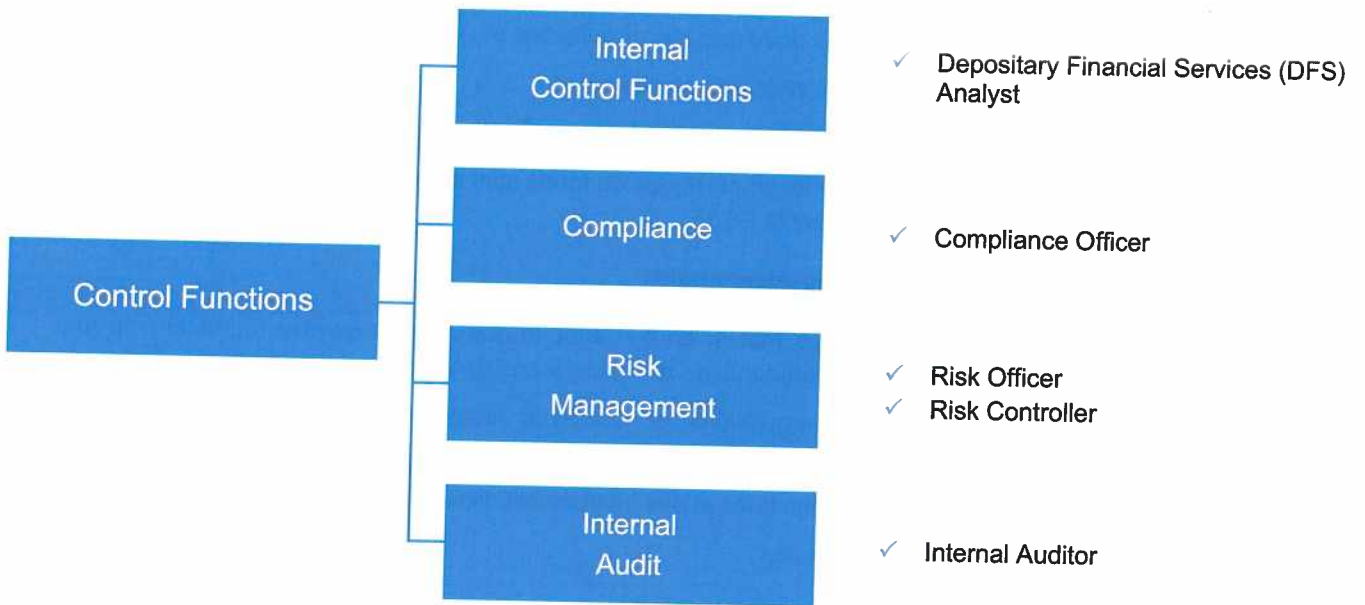 Internal
Control Functions
Depositary Financial Services (DFS)
Analyst
Compliance
Compliance Officer
Control Functions
Risk
Management
Risk Officer
Risk Controller
Internal
Audit
Internal Auditor